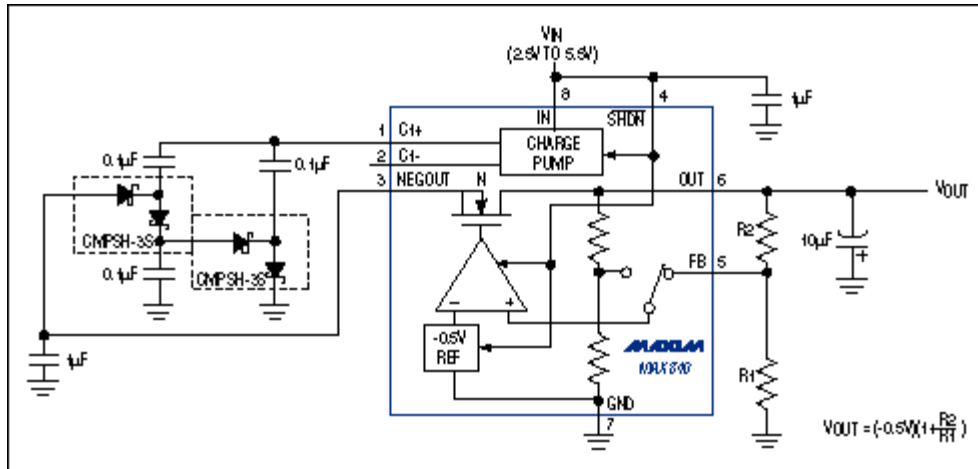 VIN
(2.5V TO 5.5V)
8
4
1µF
IN
SHDN
1
C1+
CHARGE
PUMP
2
C1-
0.1µF
0.1µF
3
NEGOUT
N
OUT
6
VOUT
R2
10µF
+
CMPSH-3S
FB
5
0.1µF
CMPSH-3S
-
+
-0.5V
REF
MAXIM
MAX840
1µF
R1
GND
7
VOUT = (-0.5V)(1+R2/R1)